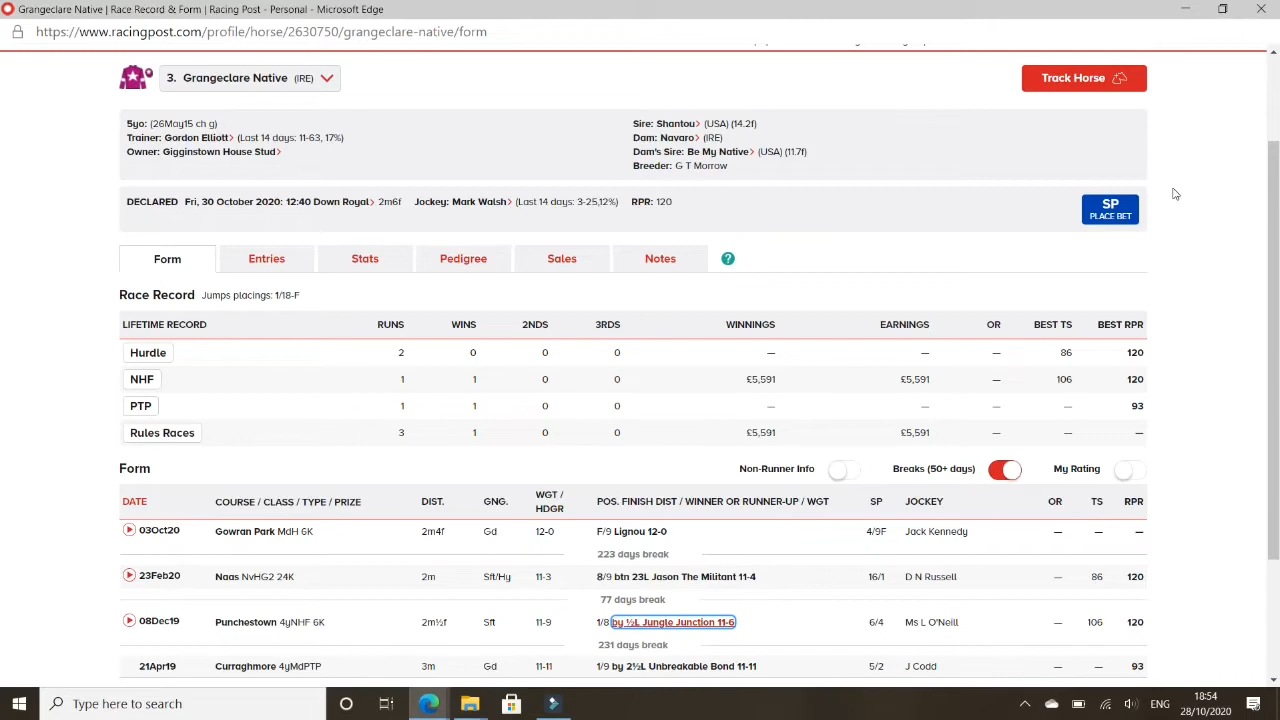 Grangeclare Native | Race Record & Form | Racing Post - Personal - Microsoft Edge
https://www.racingpost.com/profile/horse/2630750/grangeclare-native/form
3. Grangeclare Native (IRE)
Track Horse
5yo: (26May15 ch g)
Sire: Shantou> (USA) (14.2f)
Trainer: Gordon Elliott> (Last 14 days: 11-63, 17%)
Dam: Navaro> (IRE)
Owner: Gigginstown House Stud>
Dam's Sire: Be My Native> (USA) (11.7f)
Breeder: G T Morrow
DECLARED Fri, 30 October 2020: 12:40 Down Royal> 2m6f Jockey: Mark Walsh> (Last 14 days: 3-25,12%) RPR: 120
SP
PLACE BET
Form Entries Stats Pedigree Sales Notes ?
Race Record Jumps placings: 1/18-F
LIFETIME RECORD RUNS WINS 2NDS 3RDS WINNINGS EARNINGS OR BEST TS BEST RPR
Hurdle 2 0 0 0 — — — 86 120
NHF 1 1 0 0 £5,591 £5,591 — 106 120
PTP 1 1 0 0 — — — — 93
Rules Races 3 1 0 0 £5,591 £5,591 — — —
Form Non-Runner Info Breaks (50+ days) My Rating
DATE COURSE / CLASS / TYPE / PRIZE DIST. GNG. WGT / HDGR POS. FINISH DIST / WINNER OR RUNNER-UP / WGT SP JOCKEY OR TS RPR
03Oct20 Gowran Park MdH 6K 2m4f Gd 12-0 F/9 Lignou 12-0 4/9F Jack Kennedy — — —
223 days break
23Feb20 Naas NvHG2 24K 2m Sft/Hy 11-3 8/9 btn 23L Jason The Militant 11-4 16/1 D N Russell — 86 120
77 days break
08Dec19 Punchestown 4yNHF 6K 2m½f Sft 11-9 1/8 by ½L Jungle Junction 11-6 6/4 Ms L O'Neill — 106 120
231 days break
21Apr19 Curraghmore 4yMdPTP 3m Gd 11-11 1/9 by 2½L Unbreakable Bond 11-11 5/2 J Codd — — 93
Type here to search
ENG
18:54
28/10/2020